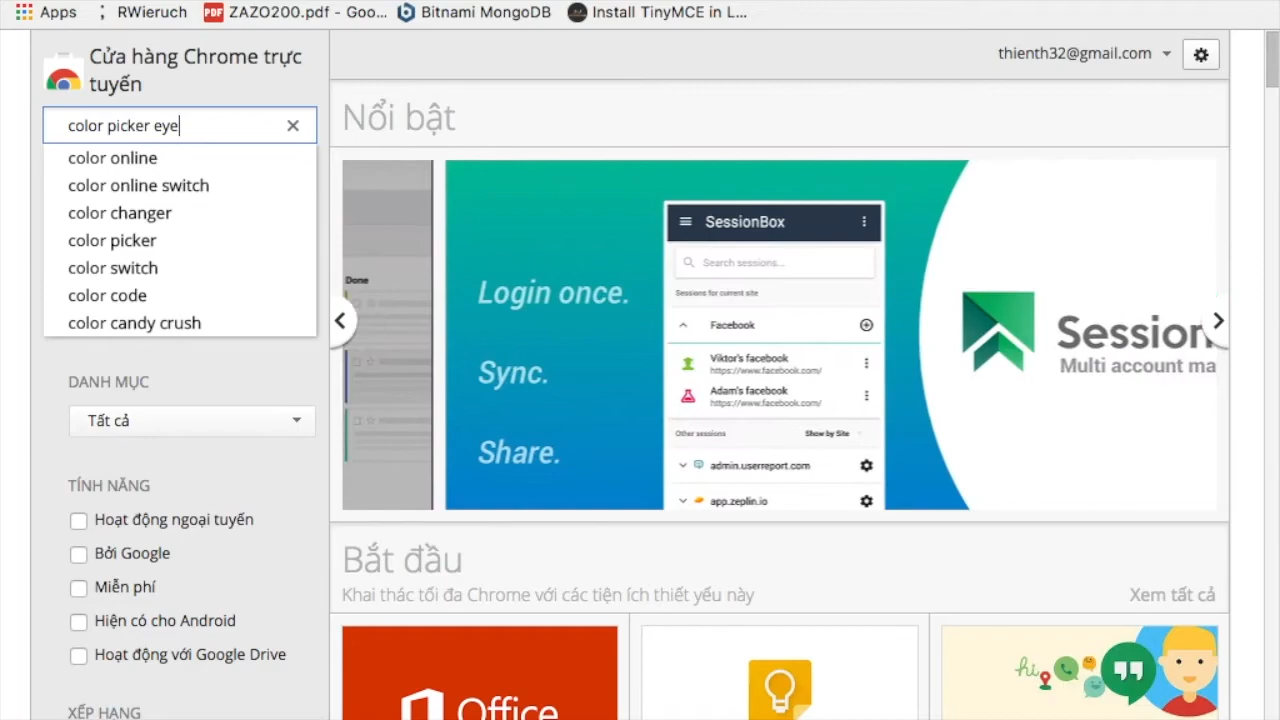 Apps
RWieruch
PDF ZAZO200.pdf - Goo...
Bitnami MongoDB
Install TinyMCE in L...
Cửa hàng Chrome trực
tuyến
thienth32@gmail.com
color picker eye
color online
color online switch
color changer
color picker
color switch
color code
color candy crush
DANH MỤC
Tất cả
TÍNH NĂNG
Hoạt động ngoại tuyến
Bởi Google
Miễn phí
Hiện có cho Android
Hoạt động với Google Drive
XẾP HẠNG
Nổi bật
Done
Login once.
Sync.
Share.
SessionBox
Search sessions...
Sessions for current site
Facebook
Viktor's facebook
https://www.facebook.com/
Adam's facebook
https://www.facebook.com/
Other sessions
Show by Site
admin.userreport.com
app.zeplin.io
Session
Multi account ma
Bắt đầu
Khai thác tối đa Chrome với các tiện ích thiết yếu này
Xem tất cả
Office
hi